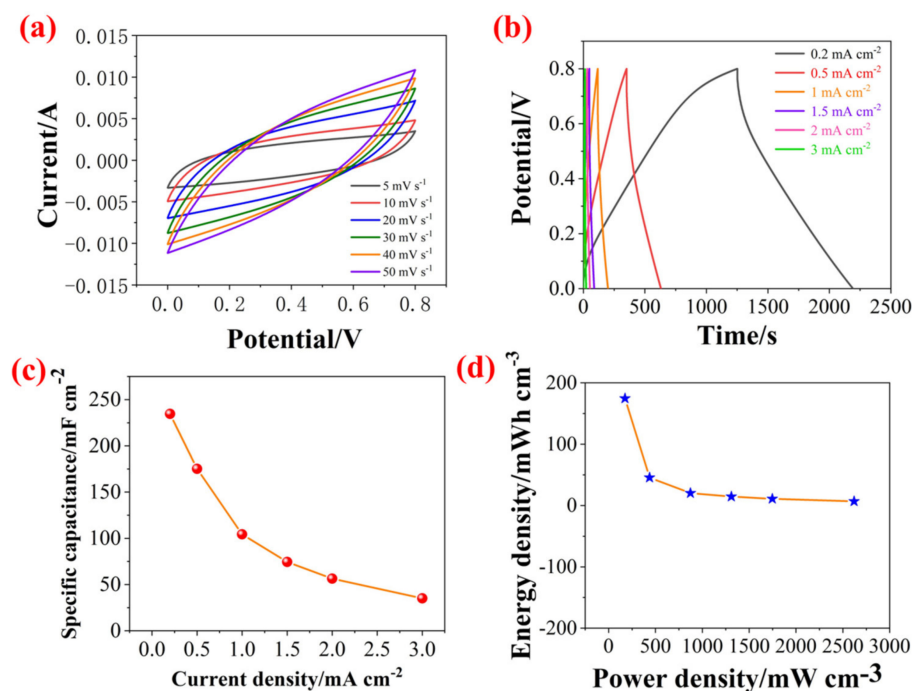 (a)
Current/A
0.015
0.010
0.005
0.000
-0.005
-0.010
-0.015
5 mV s⁻¹
10 mV s⁻¹
20 mV s⁻¹
30 mV s⁻¹
40 mV s⁻¹
50 mV s⁻¹
0.0 0.2 0.4 0.6 0.8
Potential/V
(b)
Potential/V
0.8
0.6
0.4
0.2
0.0
0.2 mA cm⁻²
0.5 mA cm⁻²
1 mA cm⁻²
1.5 mA cm⁻²
2 mA cm⁻²
3 mA cm⁻²
0 500 1000 1500 2000 2500
Time/s
(c)
Specific capacitance/mF cm⁻²
250
200
150
100
50
0
0.0 0.5 1.0 1.5 2.0 2.5 3.0
Current density/mA cm⁻²
(d)
Energy density/mWh cm⁻³
200
100
0
-100
-200
0 500 1000 1500 2000 2500 3000
Power density/mW cm⁻³